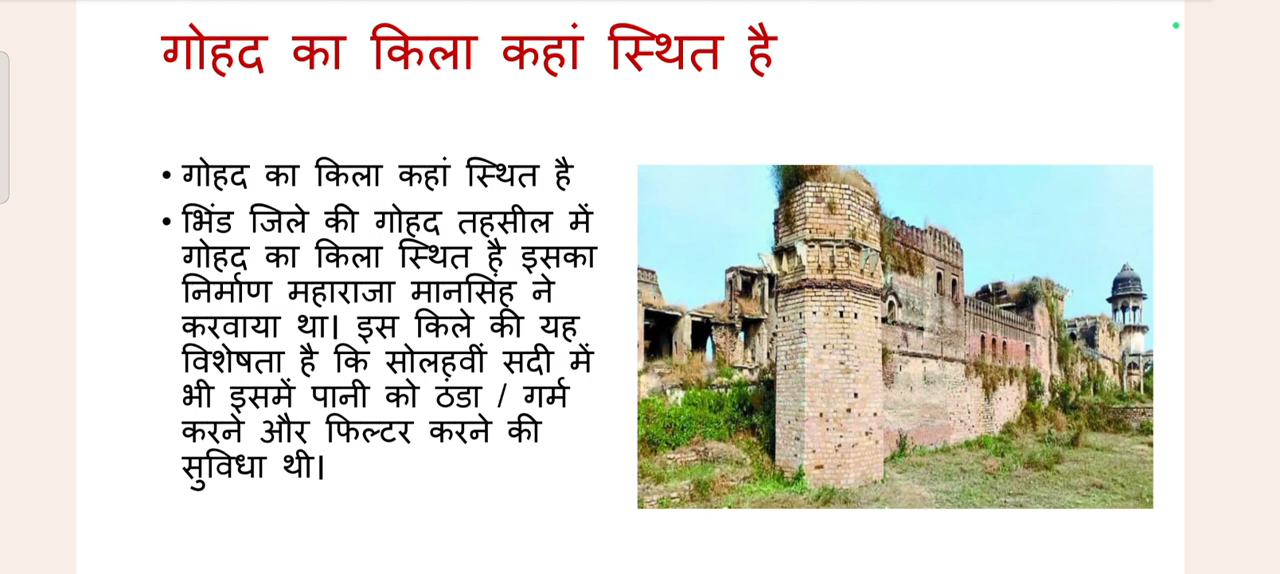 गोहद का किला कहां स्थित है
• गोहद का किला कहां स्थित है
• भिंड जिले की गोहद तहसील में
गोहद का किला स्थित है इसका
निर्माण महाराजा मानसिंह ने
करवाया था। इस किले की यह
विशेषता है कि सोलहवीं सदी में
भी इसमें पानी को ठंडा / गर्म
करने और फिल्टर करने की
सुविधा थी।